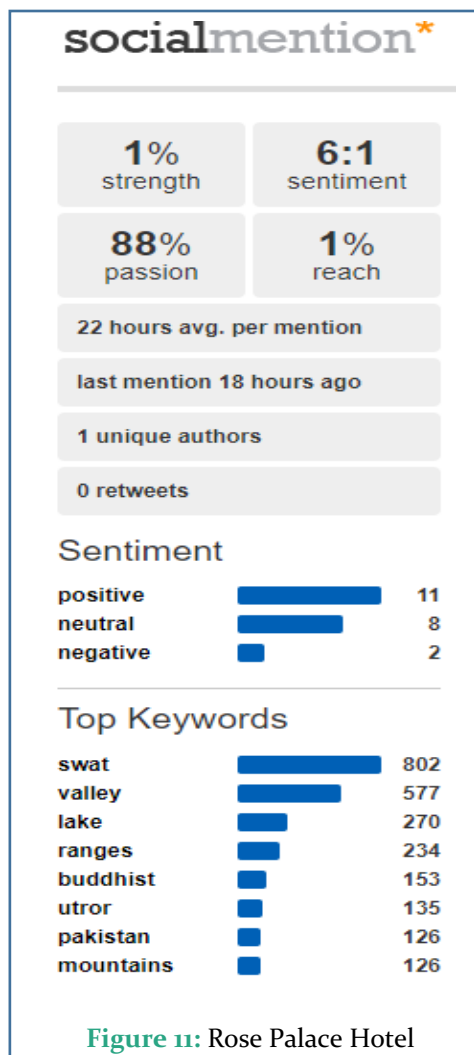 socialmention*
1% 6:1
strength sentiment
88% 1%
passion reach
22 hours avg. per mention
last mention 18 hours ago
1 unique authors
0 retweets
Sentiment
positive 11
neutral 8
negative 2
Top Keywords
swat 802
valley 577
lake 270
ranges 234
buddhist 153
utror 135
pakistan 126
mountains 126
Figure 11: Rose Palace Hotel